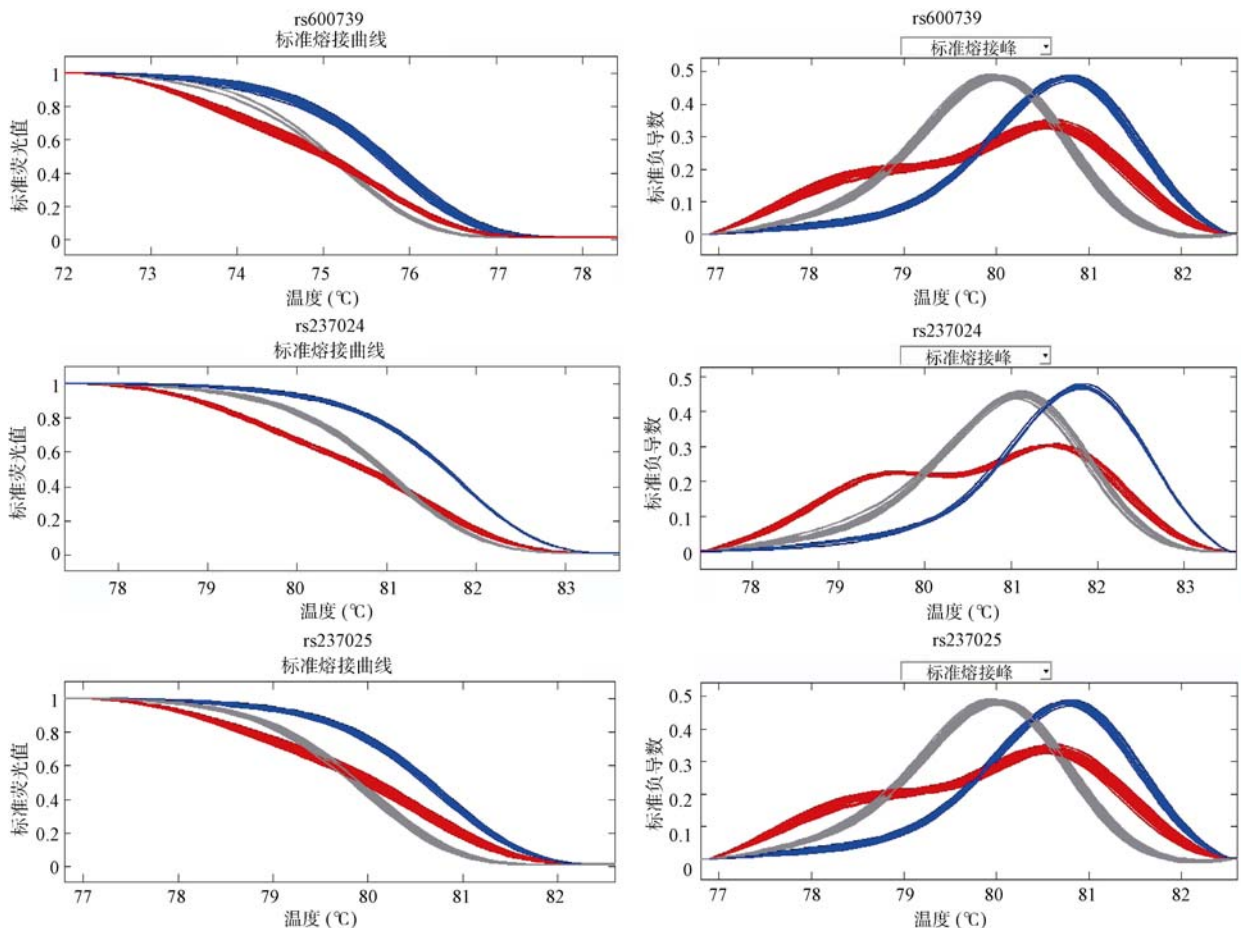 rs600739
标准熔接曲线
标准荧光值
1
0.8
0.6
0.4
0.2
0
72 73 74 75 76 77 78
温度 (℃)
rs600739
标准熔接峰
标准负导数
0.5
0.4
0.3
0.2
0.1
0
77 78 79 80 81 82
温度 (℃)
rs237024
标准熔接曲线
标准荧光值
1
0.8
0.6
0.4
0.2
0
78 79 80 81 82 83
温度 (℃)
rs237024
标准熔接峰
标准负导数
0.5
0.4
0.3
0.2
0.1
0
78 79 80 81 82 83
温度 (℃)
rs237025
标准熔接曲线
标准荧光值
1
0.8
0.6
0.4
0.2
0
77 78 79 80 81 82
温度 (℃)
rs237025
标准熔接峰
标准负导数
0.5
0.4
0.3
0.2
0.1
0
77 78 79 80 81 82
温度 (℃)